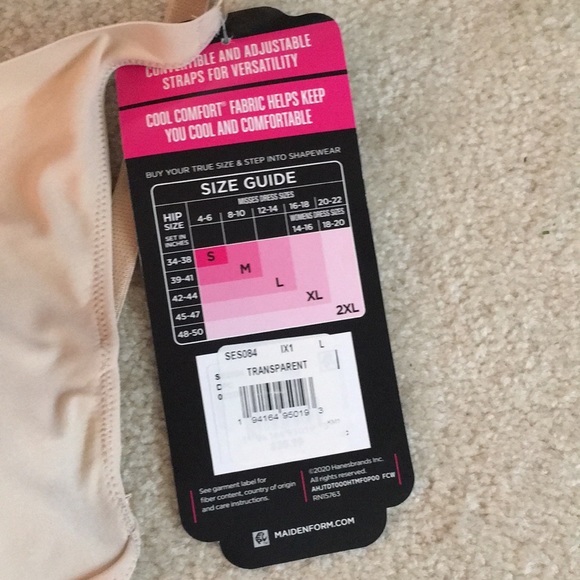 CONVERTIBLE AND ADJUSTABLE
STRAPS FOR VERSATILITY
COOL COMFORT® FABRIC HELPS KEEP
YOU COOL AND COMFORTABLE
BUY YOUR TRUE SIZE & STEP INTO SHAPEWEAR
SIZE GUIDE
MISSES DRESS SIZES
HIP SIZE 4-6 8-10 12-14 16-18 20-22
WOMENS DRESS SIZES
SET IN INCHES 14-16 18-20
34-38 S
39-41 M
42-44 L
45-47 XL
48-50 2XL
SES084 IX1 L
TRANSPARENT
1 94164 95019 3
See garment label for
fiber content, country of origin
and care instructions.
©2020 Hanesbrands Inc.
All rights reserved.
AHJTDT000HTMF0P00 FCW
RN15763
MAIDENFORM.COM